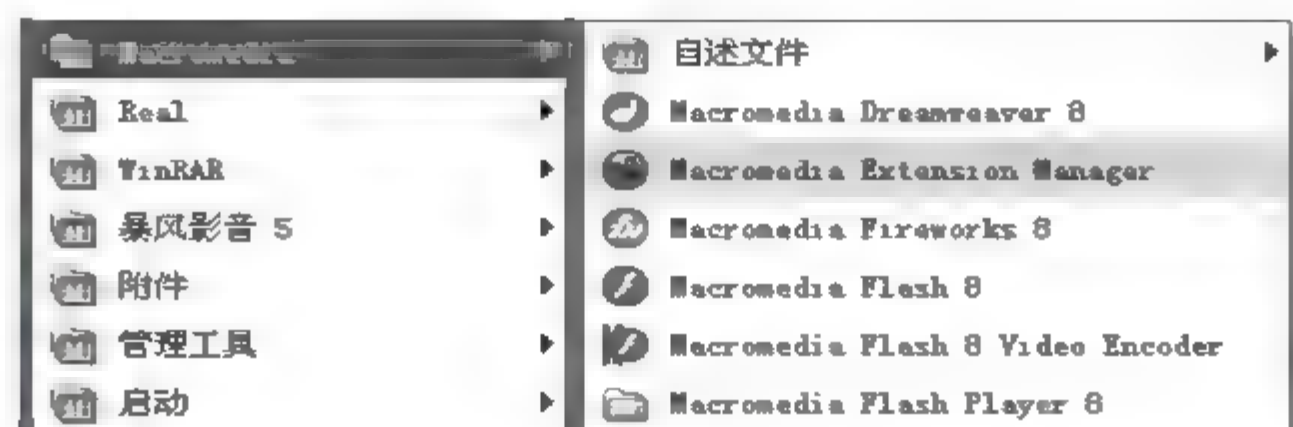 Macromedia
Real
WinRAR
暴风影音 5
附件
管理工具
启动
自述文件
Macromedia Dreamweaver 8
Macromedia Extension Manager
Macromedia Fireworks 8
Macromedia Flash 8
Macromedia Flash 8 Video Encoder
Macromedia Flash Player 8